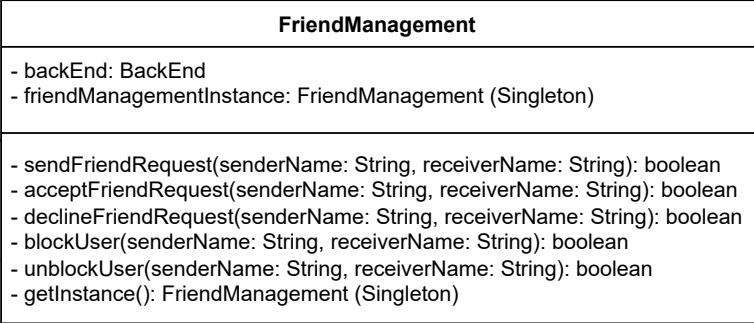 FriendManagement
- backEnd: BackEnd
- friendManagementInstance: FriendManagement (Singleton)
- sendFriendRequest(senderName: String, receiverName: String): boolean
- acceptFriendRequest(senderName: String, receiverName: String): boolean
- declineFriendRequest(senderName: String, receiverName: String): boolean
- blockUser(senderName: String, receiverName: String): boolean
- unblockUser(senderName: String, receiverName: String): boolean
- getInstance(): FriendManagement (Singleton)